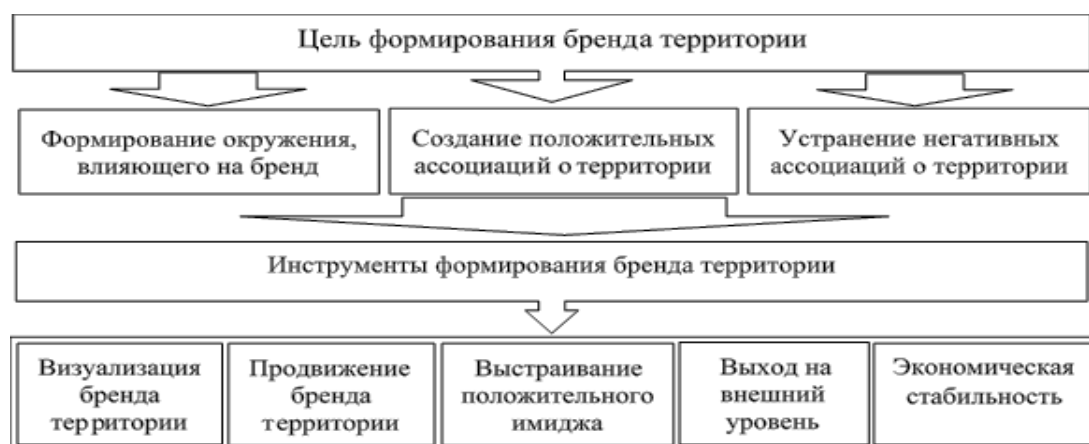 Цель формирования бренда территории
Формирование окружения,
влияющего на бренд
Создание положительных
ассоциаций о территории
Устранение негативных
ассоциаций о территории
Инструменты формирования бренда территории
Визуализация
бренда
территории
Продвижение
бренда
территории
Выстраивание
положительного
имиджа
Выход на
внешний
уровень
Экономическая
стабильность